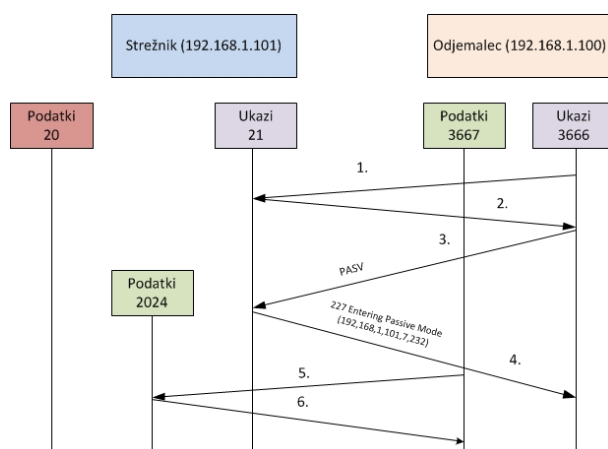 Strežnik (192.168.1.101)
Odjemalec (192.168.1.100)
Podatki
20
Ukazi
21
Podatki
3667
Ukazi
3666
1.
2.
3.
PASV
Podatki
2024
227 Entering Passive Mode
(192,168,1,101,7,232)
4.
5.
6.